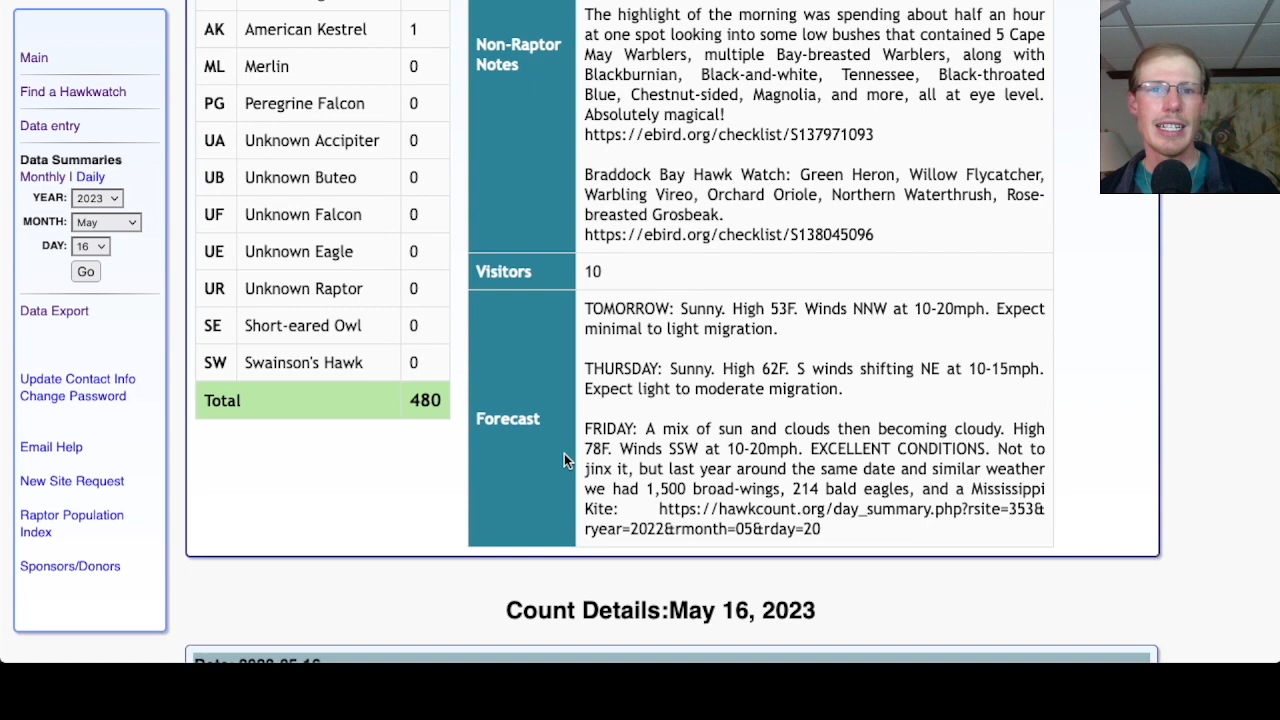 Main
Find a Hawkwatch
Data entry
Data Summaries
Monthly | Daily
YEAR: 2023
MONTH: May
DAY: 16
Go
Data Export
Update Contact Info
Change Password
Email Help
New Site Request
Raptor Population
Index
Sponsors/Donors
AK American Kestrel 1
ML Merlin 0
PG Peregrine Falcon 0
UA Unknown Accipiter 0
UB Unknown Buteo 0
UF Unknown Falcon 0
UE Unknown Eagle 0
UR Unknown Raptor 0
SE Short-eared Owl 0
SW Swainson's Hawk 0
Total 480
Non-Raptor
Notes
The highlight of the morning was spending about half an hour
at one spot looking into some low bushes that contained 5 Cape
May Warblers, multiple Bay-breasted Warblers, along with
Blackburnian, Black-and-white, Tennessee, Black-throated
Blue, Chestnut-sided, Magnolia, and more, all at eye level.
Absolutely magical!
https://ebird.org/checklist/S137971093
Braddock Bay Hawk Watch: Green Heron, Willow Flycatcher,
Warbling Vireo, Orchard Oriole, Northern Waterthrush, Rose-
breasted Grosbeak.
https://ebird.org/checklist/S138045096
Visitors 10
Forecast
TOMORROW: Sunny. High 53F. Winds NNW at 10-20mph. Expect
minimal to light migration.
THURSDAY: Sunny. High 62F. S winds shifting NE at 10-15mph.
Expect light to moderate migration.
FRIDAY: A mix of sun and clouds then becoming cloudy. High
78F. Winds SSW at 10-20mph. EXCELLENT CONDITIONS. Not to
jinx it, but last year around the same date and similar weather
we had 1,500 broad-wings, 214 bald eagles, and a Mississippi
Kite: https://hawkcount.org/day_summary.php?rsite=353&
ryear=2022&rmonth=05&rday=20
Count Details:May 16, 2023